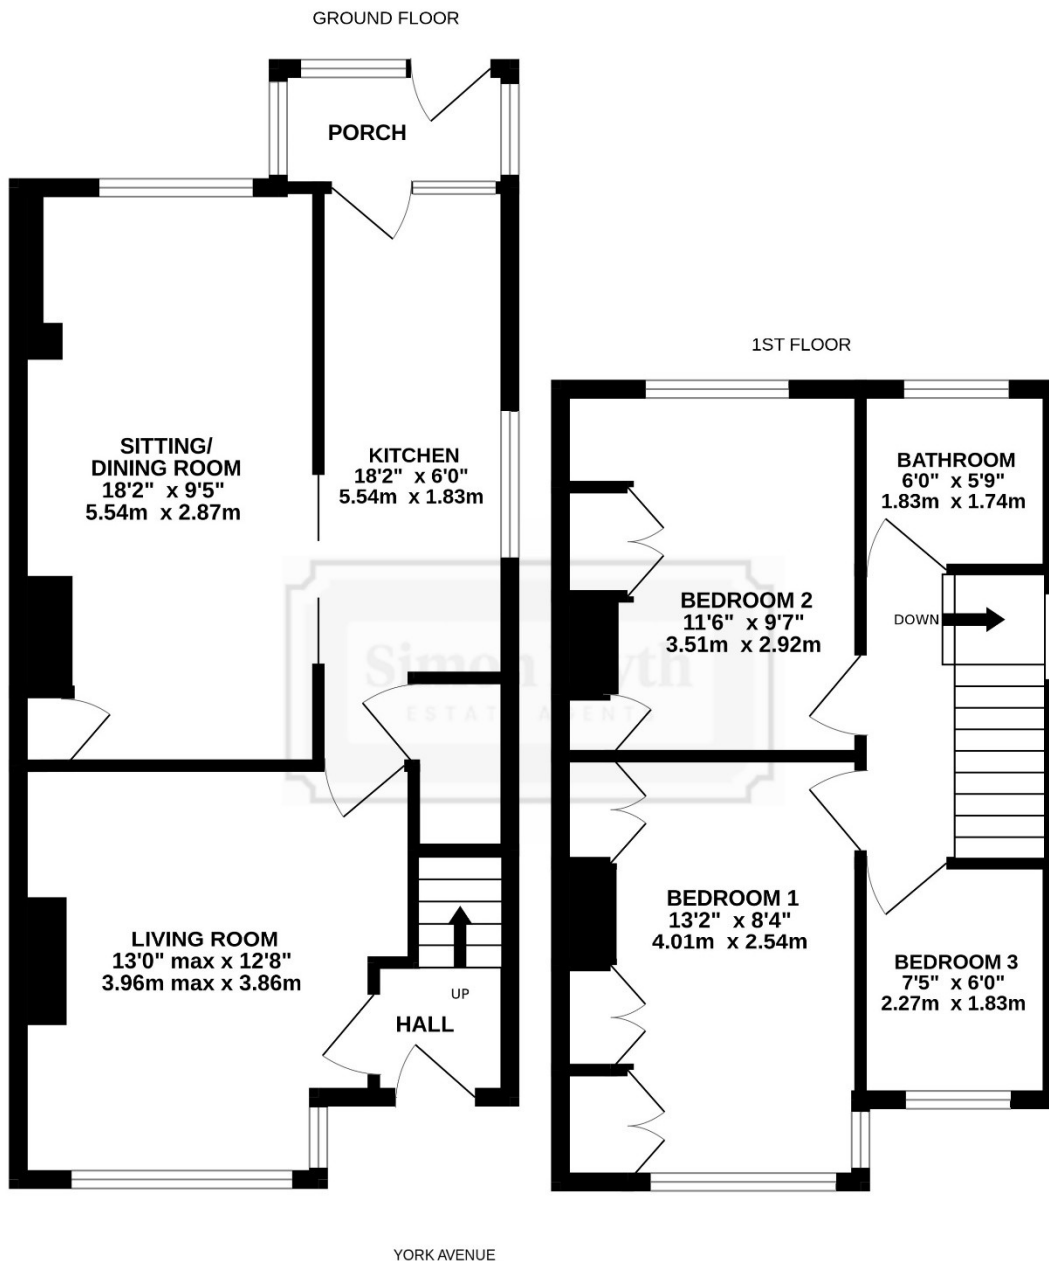 GROUND FLOOR
PORCH
SITTING/
DINING ROOM
18'2" x 9'5"
5.54m x 2.87m
KITCHEN
18'2" x 6'0"
5.54m x 1.83m
LIVING ROOM
13'0" max x 12'8"
3.96m max x 3.86m
UP
HALL
1ST FLOOR
BATHROOM
6'0" x 5'9"
1.83m x 1.74m
BEDROOM 2
11'6" x 9'7"
3.51m x 2.92m
DOWN
BEDROOM 1
13'2" x 8'4"
4.01m x 2.54m
BEDROOM 3
7'5" x 6'0"
2.27m x 1.83m
ESTATE AGENTS
YORK AVENUE